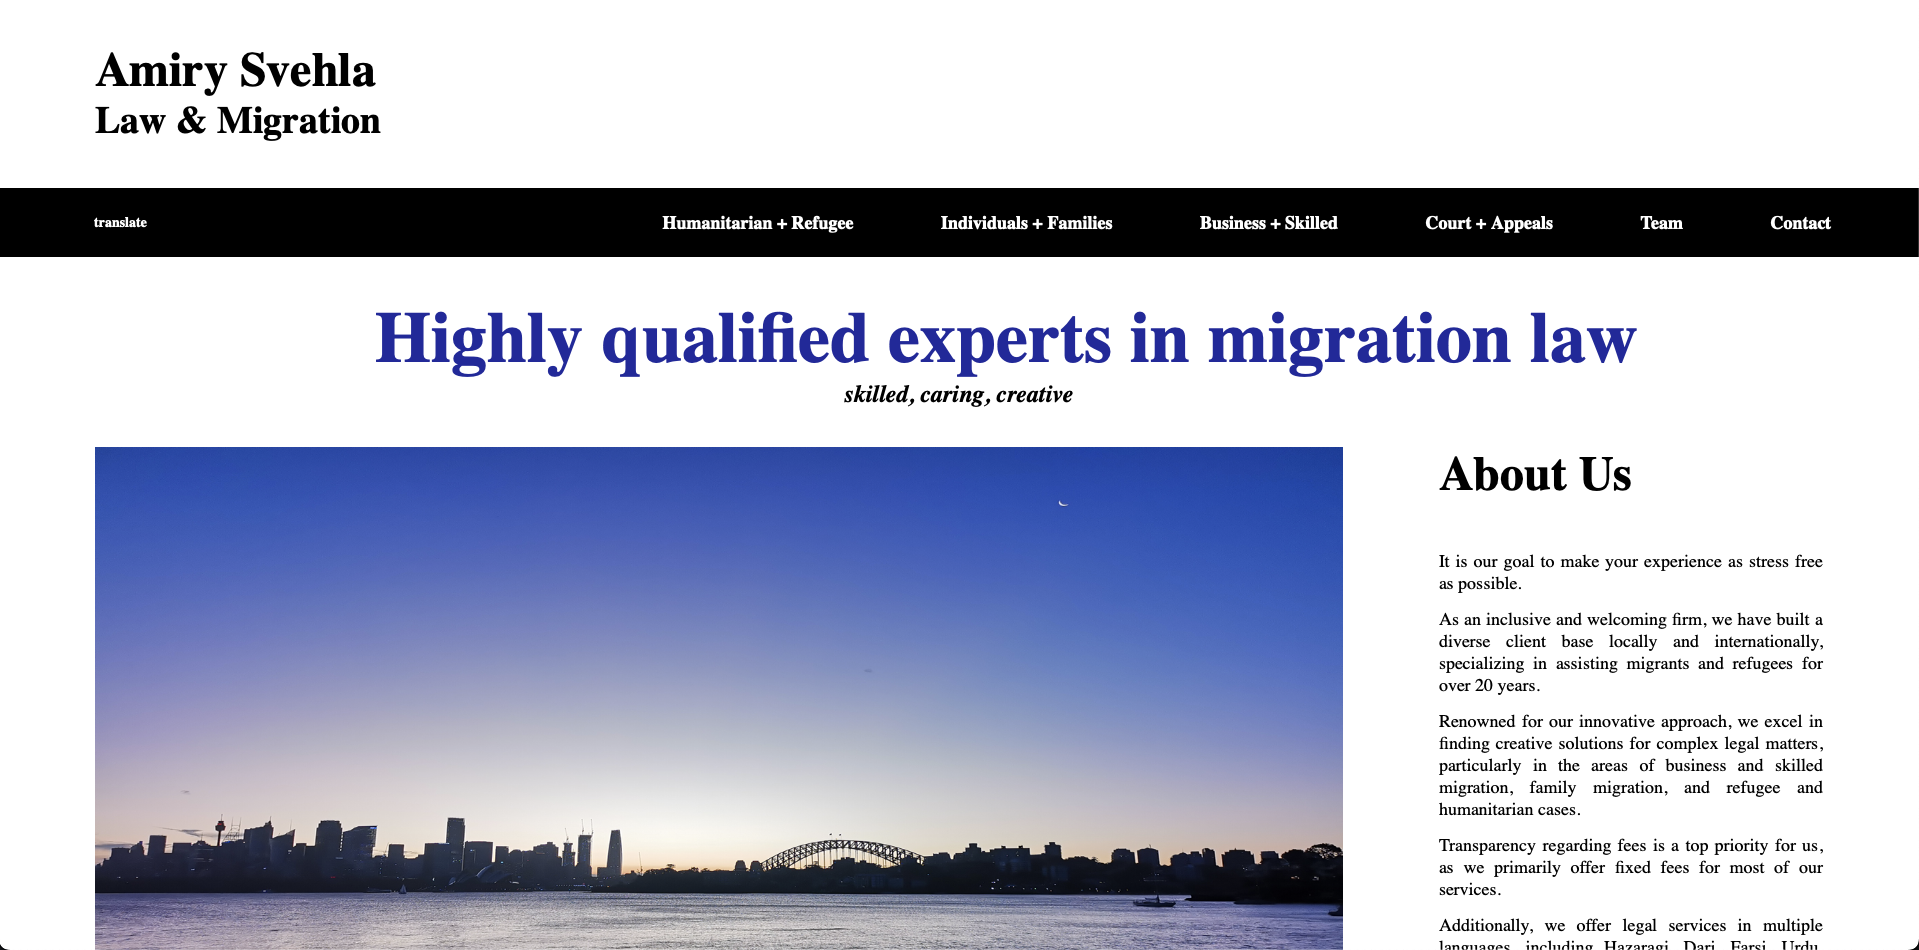 Amiry Svehla
Law & Migration
translate
Humanitarian + Refugee
Individuals + Families
Business + Skilled
Court + Appeals
Team
Contact
Highly qualified experts in migration law
skilled, caring, creative
About Us
It is our goal to make your experience as stress free
as possible.
As an inclusive and welcoming firm, we have built a
diverse client base locally and internationally,
specializing in assisting migrants and refugees for
over 20 years.
Renowned for our innovative approach, we excel in
finding creative solutions for complex legal matters,
particularly in the areas of business and skilled
migration, family migration, and refugee and
humanitarian cases.
Transparency regarding fees is a top priority for us,
as we primarily offer fixed fees for most of our
services.
Additionally, we offer legal services in multiple
languages, including Hazaragi, Dari, Farsi, Urdu,